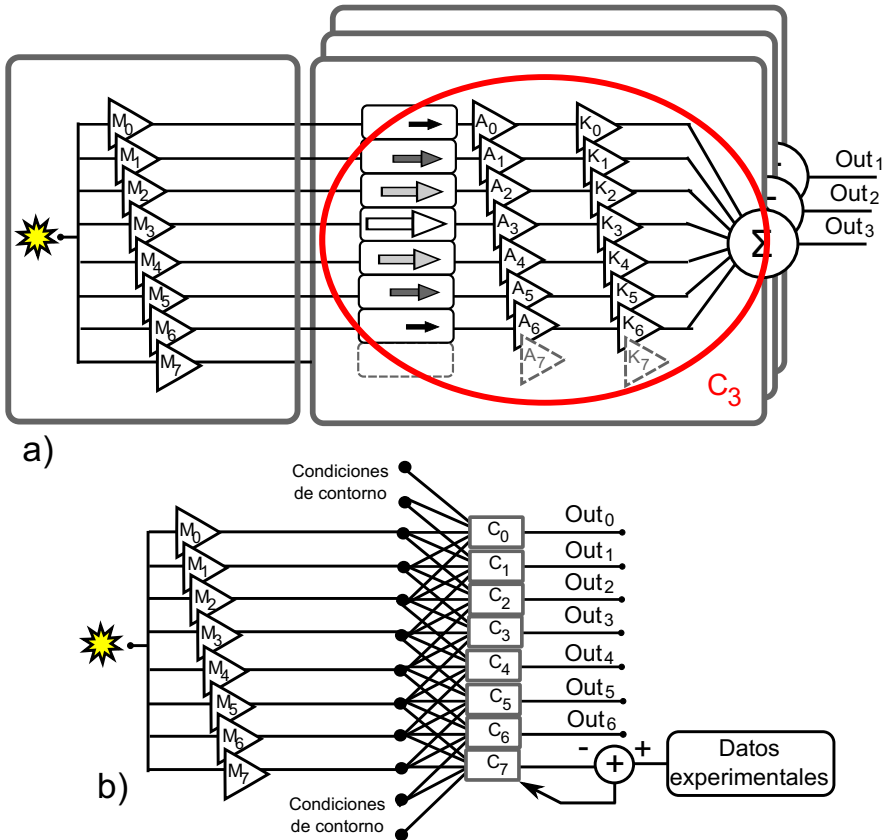 M0 A0 K0
M1 A1 K1
M2 A2 K2
M3 A3 K3
M4 A4 K4
M5 A5 K5
M6 A6 K6
M7 A7 K7
Σ
Out1
Out2
Out3
C3
a)
Condiciones
de contorno
M0 C0 Out0
M1 C1 Out1
M2 C2 Out2
M3 C3 Out3
M4 C4 Out4
M5 C5 Out5
M6 C6 Out6
M7 C7 - + +
Datos
experimentales
b)
Condiciones
de contorno